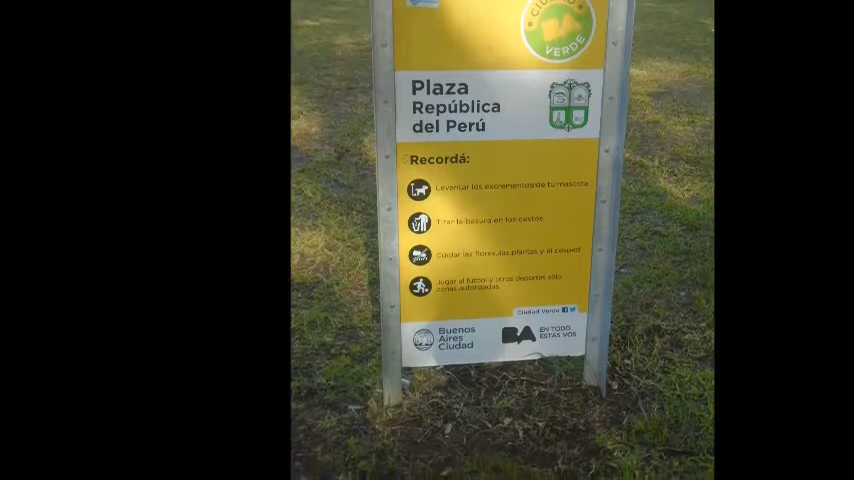 CIUDAD
BA
VERDE
Plaza
República
del Perú
Recordá:
Levantar los excrementos de tu mascota
Tirar la basura en los cestos
Cuidar las flores, las plantas y el césped
Jugar al fútbol y otros deportes sólo
zonas autorizadas.
Ciudad Verde
Buenos
Aires
Ciudad
BA
EN TODO
ESTÁS VOS